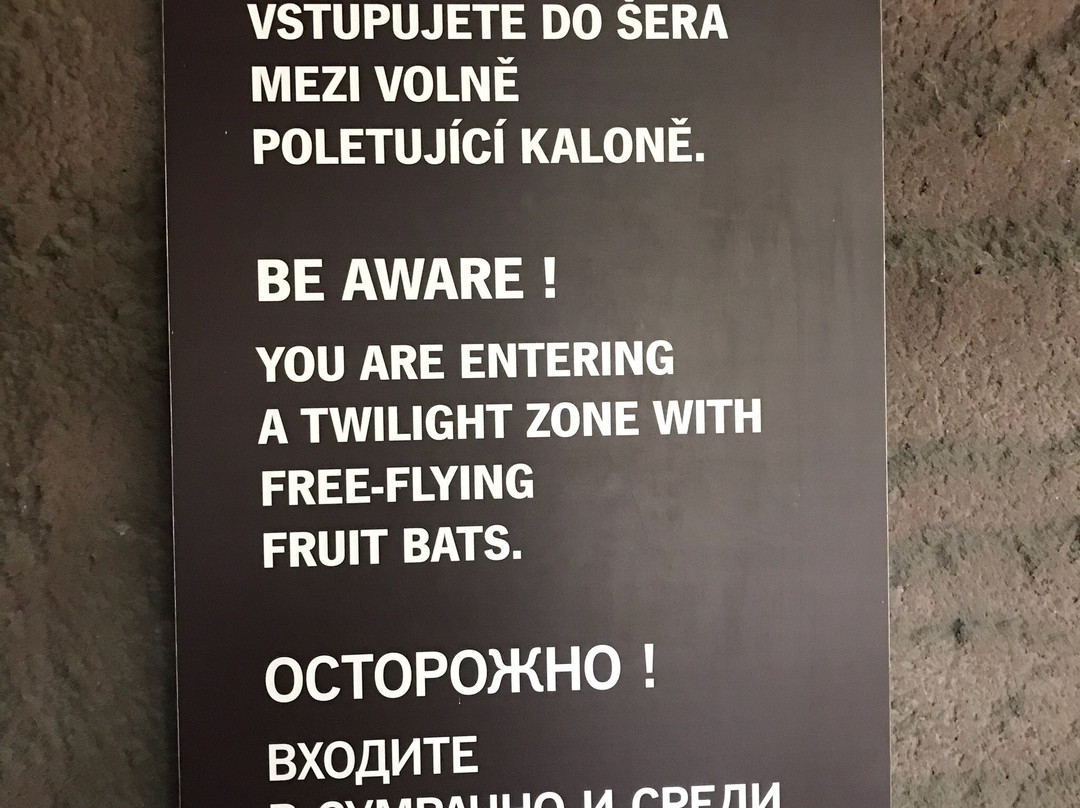 VSTUPUJETE DO ŠERA
MEZI VOLNĚ
POLETUJÍCÍ KALONĚ.
BE AWARE !
YOU ARE ENTERING
A TWILIGHT ZONE WITH
FREE-FLYING
FRUIT BATS.
ОСТОРОЖНО !
ВХОДИТЕ
И СРЕДИ